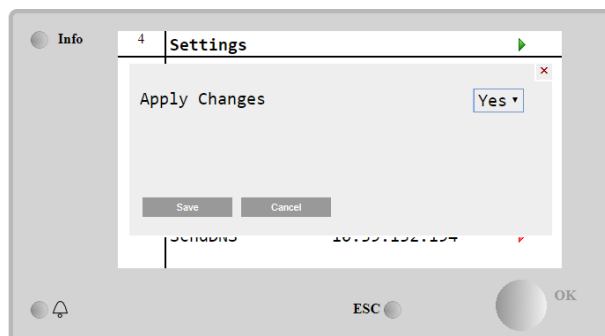 Info
4 Settings
Apply Changes Yes
Save Cancel
ESC
OK